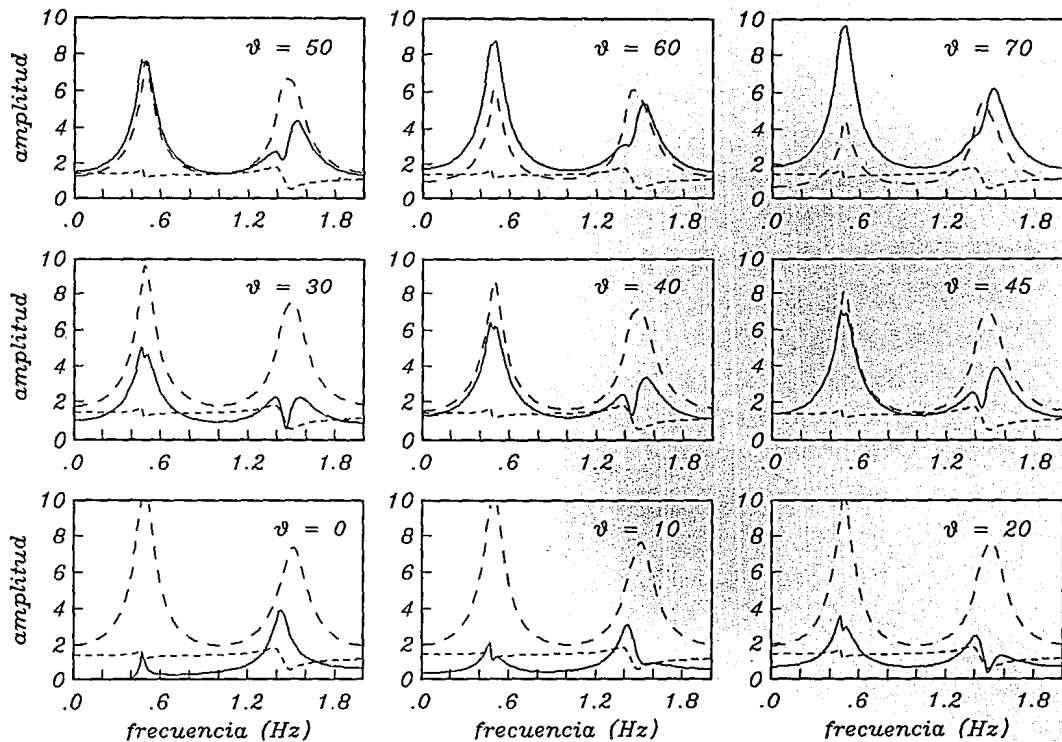 10 10 10
8 8 8
6 6 6
4 4 4
2 2 2
0 0 0
amplitud
ϑ = 50 ϑ = 60 ϑ = 70
.0 .6 1.2 1.8 .0 .6 1.2 1.8 .0 .6 1.2 1.8
10 10 10
8 8 8
6 6 6
4 4 4
2 2 2
0 0 0
amplitud
ϑ = 30 ϑ = 40 ϑ = 45
.0 .6 1.2 1.8 .0 .6 1.2 1.8 .0 .6 1.2 1.8
10 10 10
8 8 8
6 6 6
4 4 4
2 2 2
0 0 0
amplitud
ϑ = 0 ϑ = 10 ϑ = 20
.0 .6 1.2 1.8 .0 .6 1.2 1.8 .0 .6 1.2 1.8
frecuencia (Hz) frecuencia (Hz) frecuencia (Hz)